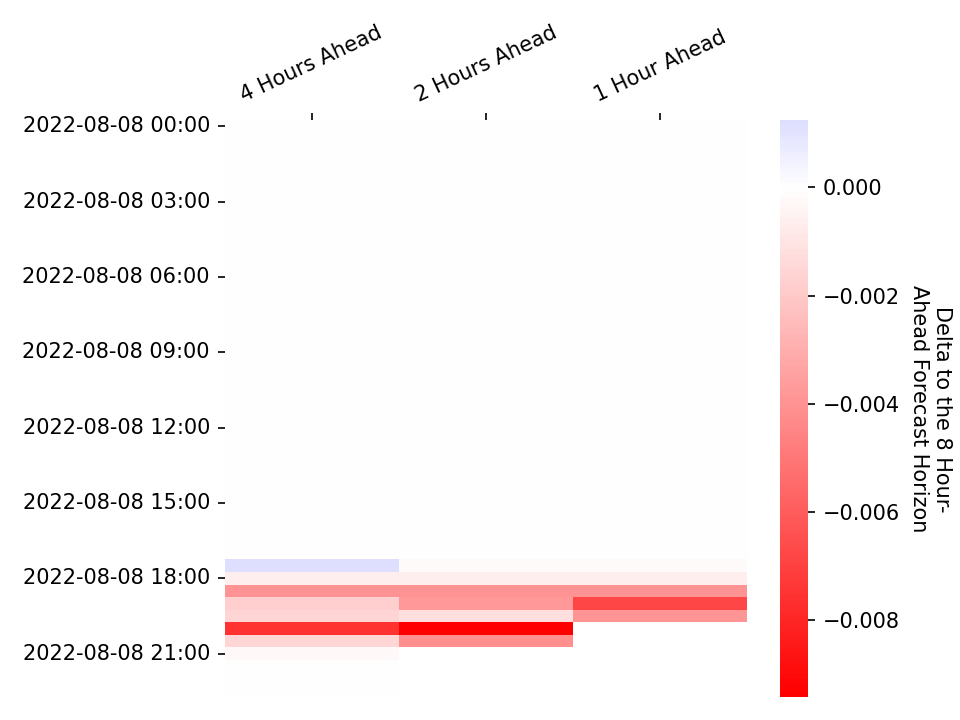 4 Hours Ahead
2 Hours Ahead
1 Hour Ahead
2022-08-08 00:00
2022-08-08 03:00
2022-08-08 06:00
2022-08-08 09:00
2022-08-08 12:00
2022-08-08 15:00
2022-08-08 18:00
2022-08-08 21:00
0.000
−0.002
−0.004
−0.006
−0.008
Delta to the 8 Hour-
Ahead Forecast Horizon